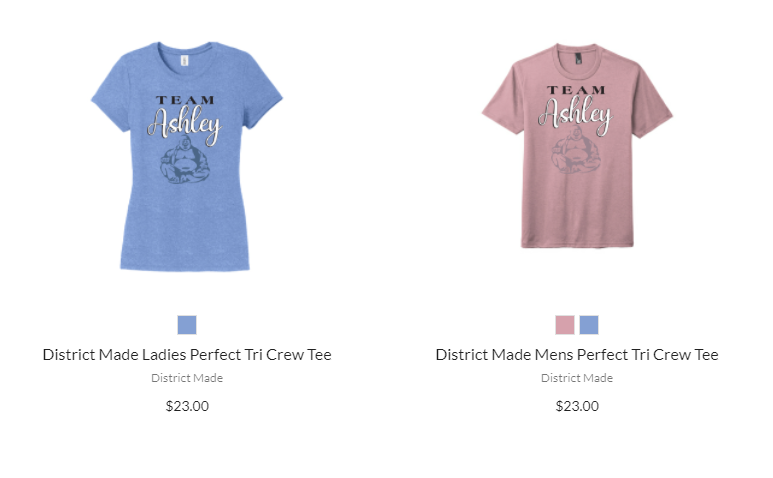 TEAM
Ashley
TEAM
Ashley
District Made Ladies Perfect Tri Crew Tee
District Made
$23.00
District Made Mens Perfect Tri Crew Tee
District Made
$23.00